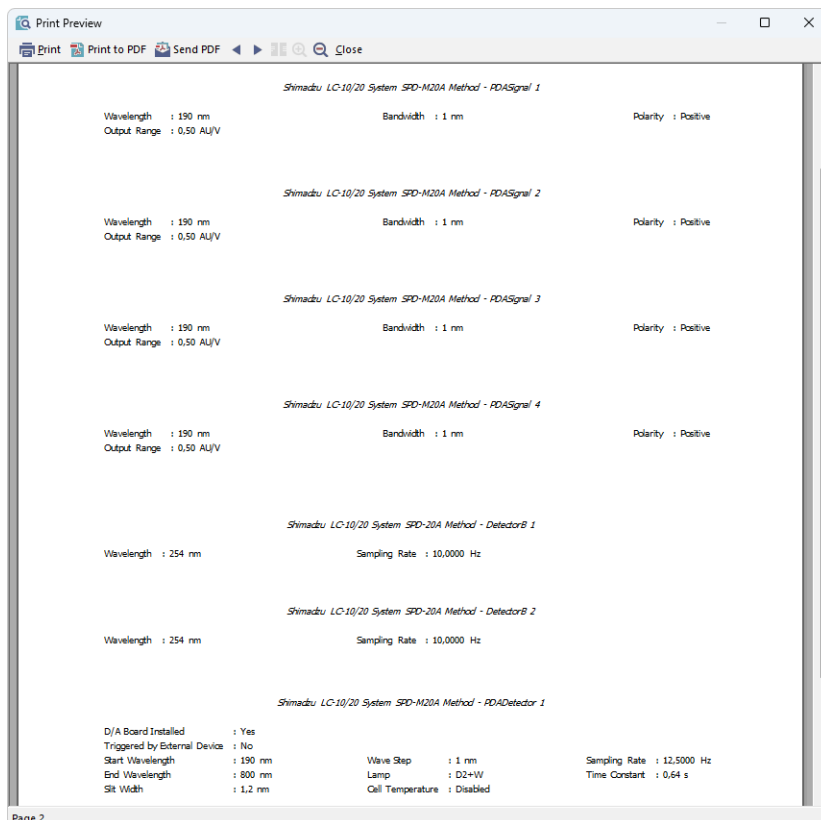 Print Preview
Print Print to PDF Send PDF Close
Shimadzu LC-10/20 System SPD-M20A Method - PDASignal 1
Wavelength : 190 nm Bandwidth : 1 nm Polarity : Positive
Output Range : 0,50 AU/V
Shimadzu LC-10/20 System SPD-M20A Method - PDASignal 2
Wavelength : 190 nm Bandwidth : 1 nm Polarity : Positive
Output Range : 0,50 AU/V
Shimadzu LC-10/20 System SPD-M20A Method - PDASignal 3
Wavelength : 190 nm Bandwidth : 1 nm Polarity : Positive
Output Range : 0,50 AU/V
Shimadzu LC-10/20 System SPD-M20A Method - PDASignal 4
Wavelength : 190 nm Bandwidth : 1 nm Polarity : Positive
Output Range : 0,50 AU/V
Shimadzu LC-10/20 System SPD-20A Method - DetectorB 1
Wavelength : 254 nm Sampling Rate : 10,0000 Hz
Shimadzu LC-10/20 System SPD-20A Method - DetectorB 2
Wavelength : 254 nm Sampling Rate : 10,0000 Hz
Shimadzu LC-10/20 System SPD-M20A Method - PDADetector 1
D/A Board Installed : Yes
Triggered by External Device : No
Start Wavelength : 190 nm Wave Step : 1 nm Sampling Rate : 12,5000 Hz
End Wavelength : 800 nm Lamp : D2+W Time Constant : 0,64 s
Slit Width : 1,2 nm Cell Temperature : Disabled
Page 2